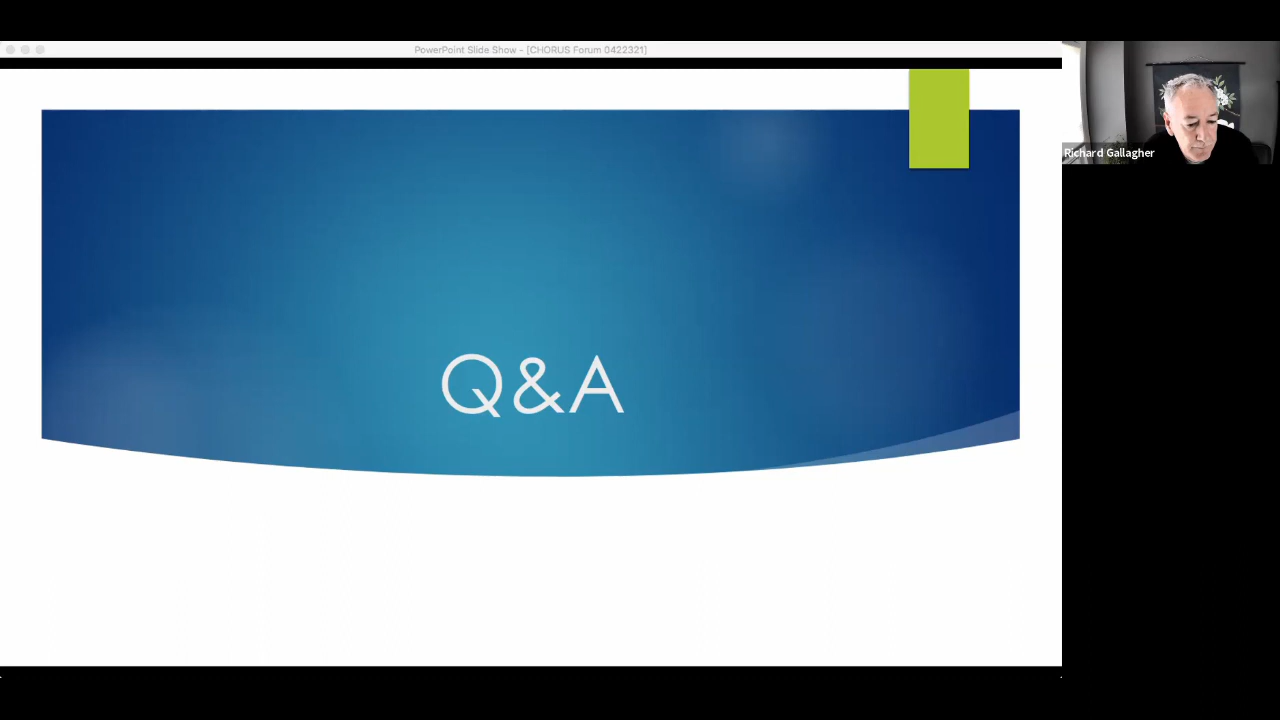 PowerPoint Slide Show - [CHORUS Forum 0422321]
Richard Gallagher
Q&A